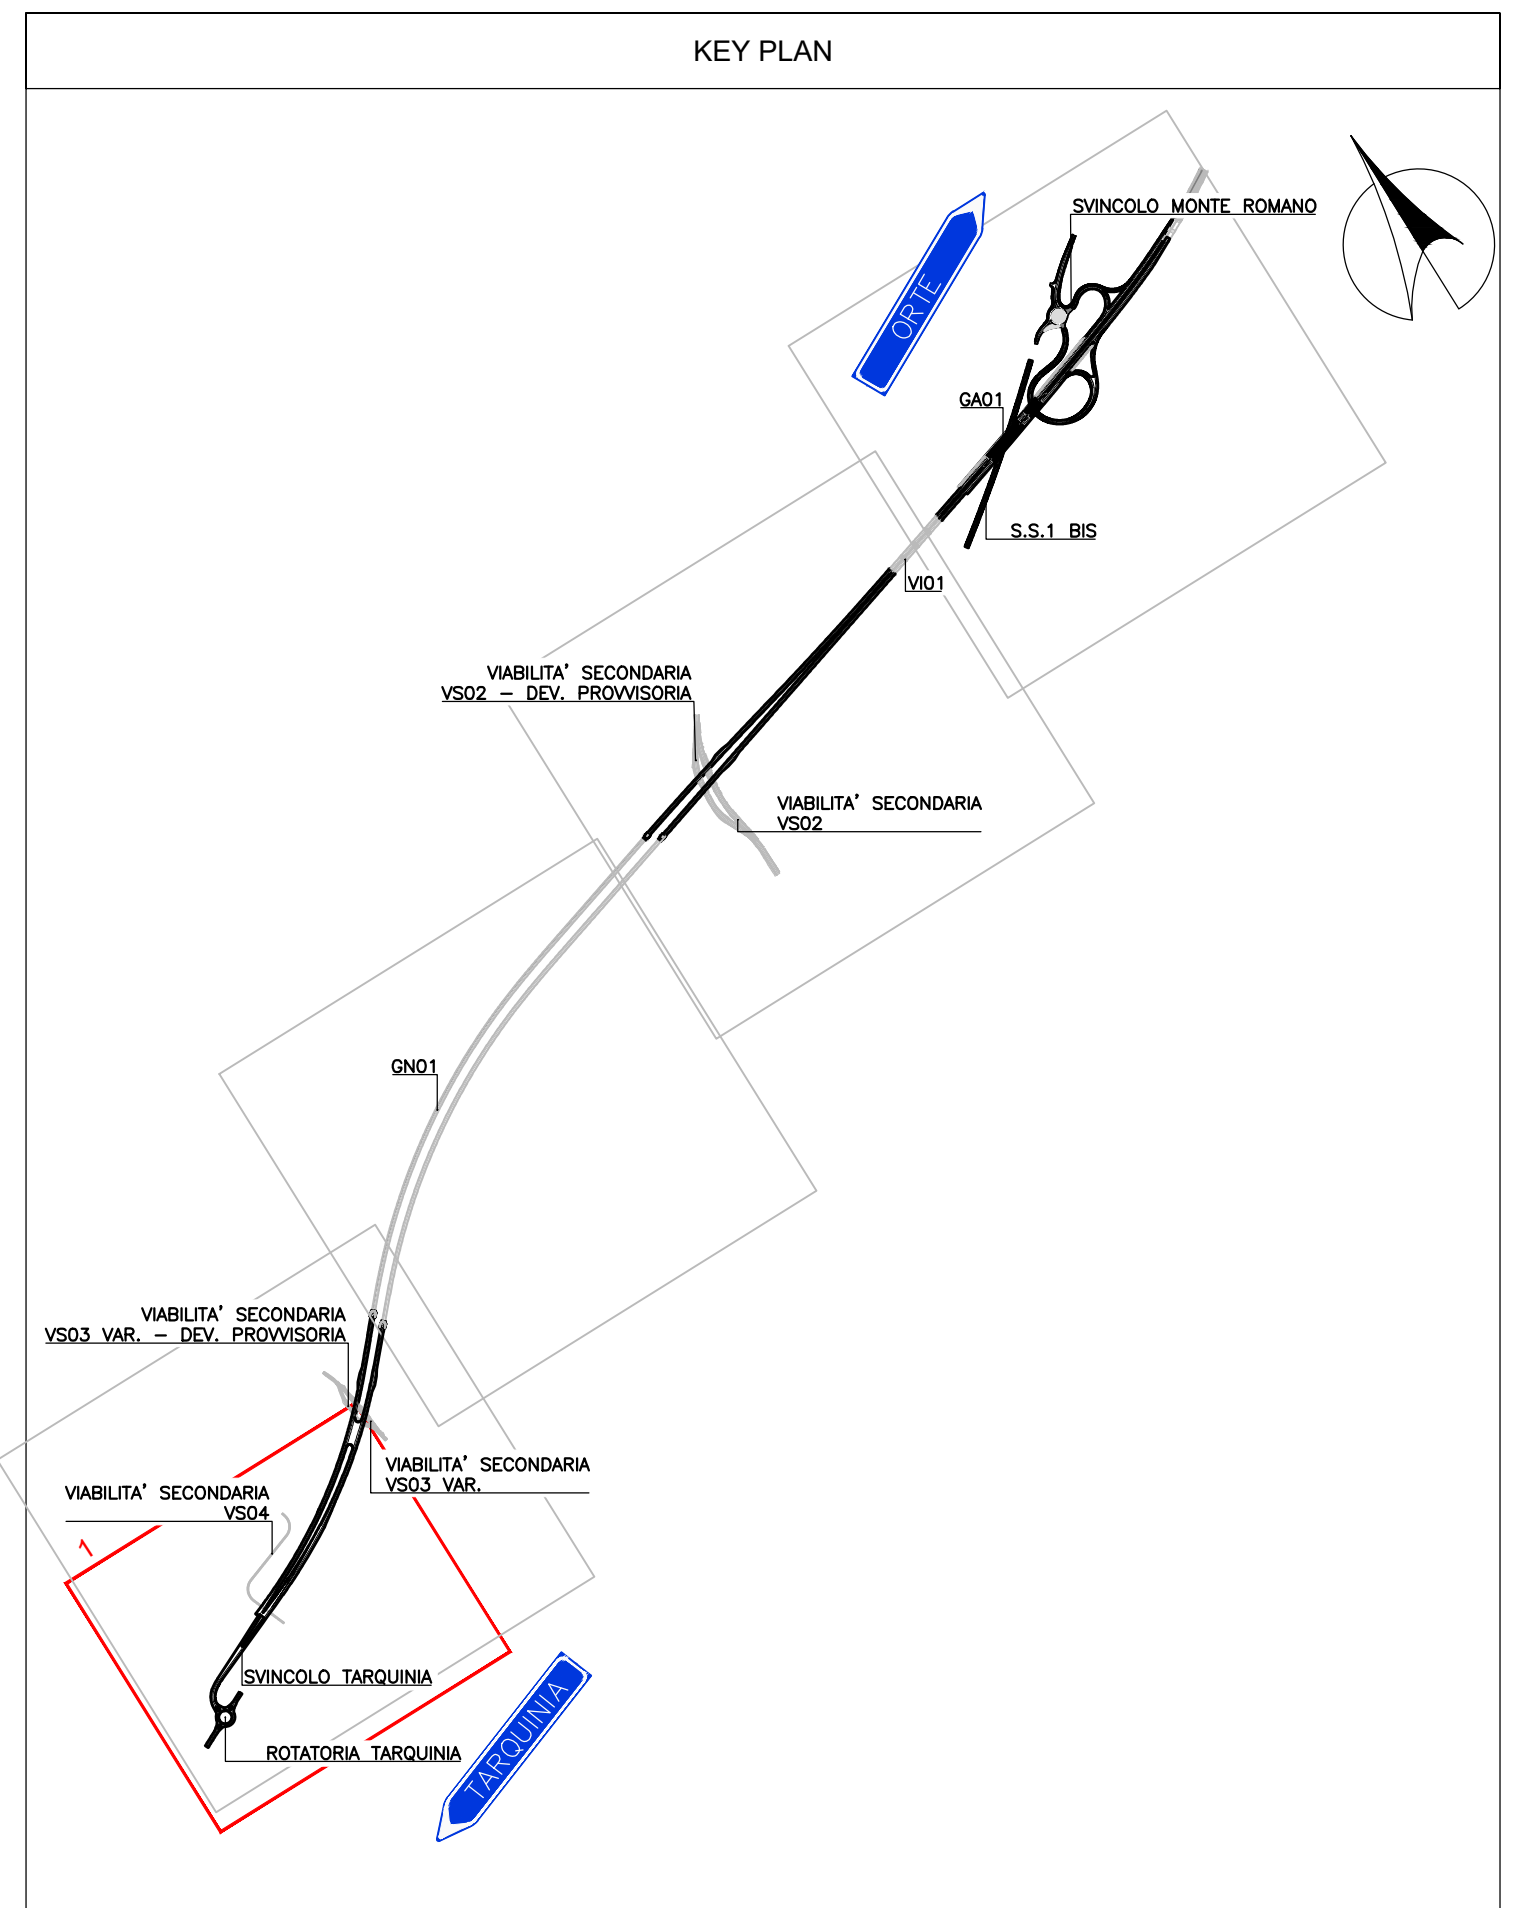 KEY PLAN
SVINCOLO MONTE ROMANO
ORTE
GA01
S.S.1 BIS
VI01
VIABILITA' SECONDARIA
VS02 – DEV. PROVVISORIA
VIABILITA' SECONDARIA
VS02
GN01
VIABILITA' SECONDARIA
VS03 VAR. – DEV. PROVVISORIA
VIABILITA' SECONDARIA
VS03 VAR.
VIABILITA' SECONDARIA
VS04
1
SVINCOLO TARQUINIA
TARQUINIA
ROTATORIA TARQUINIA